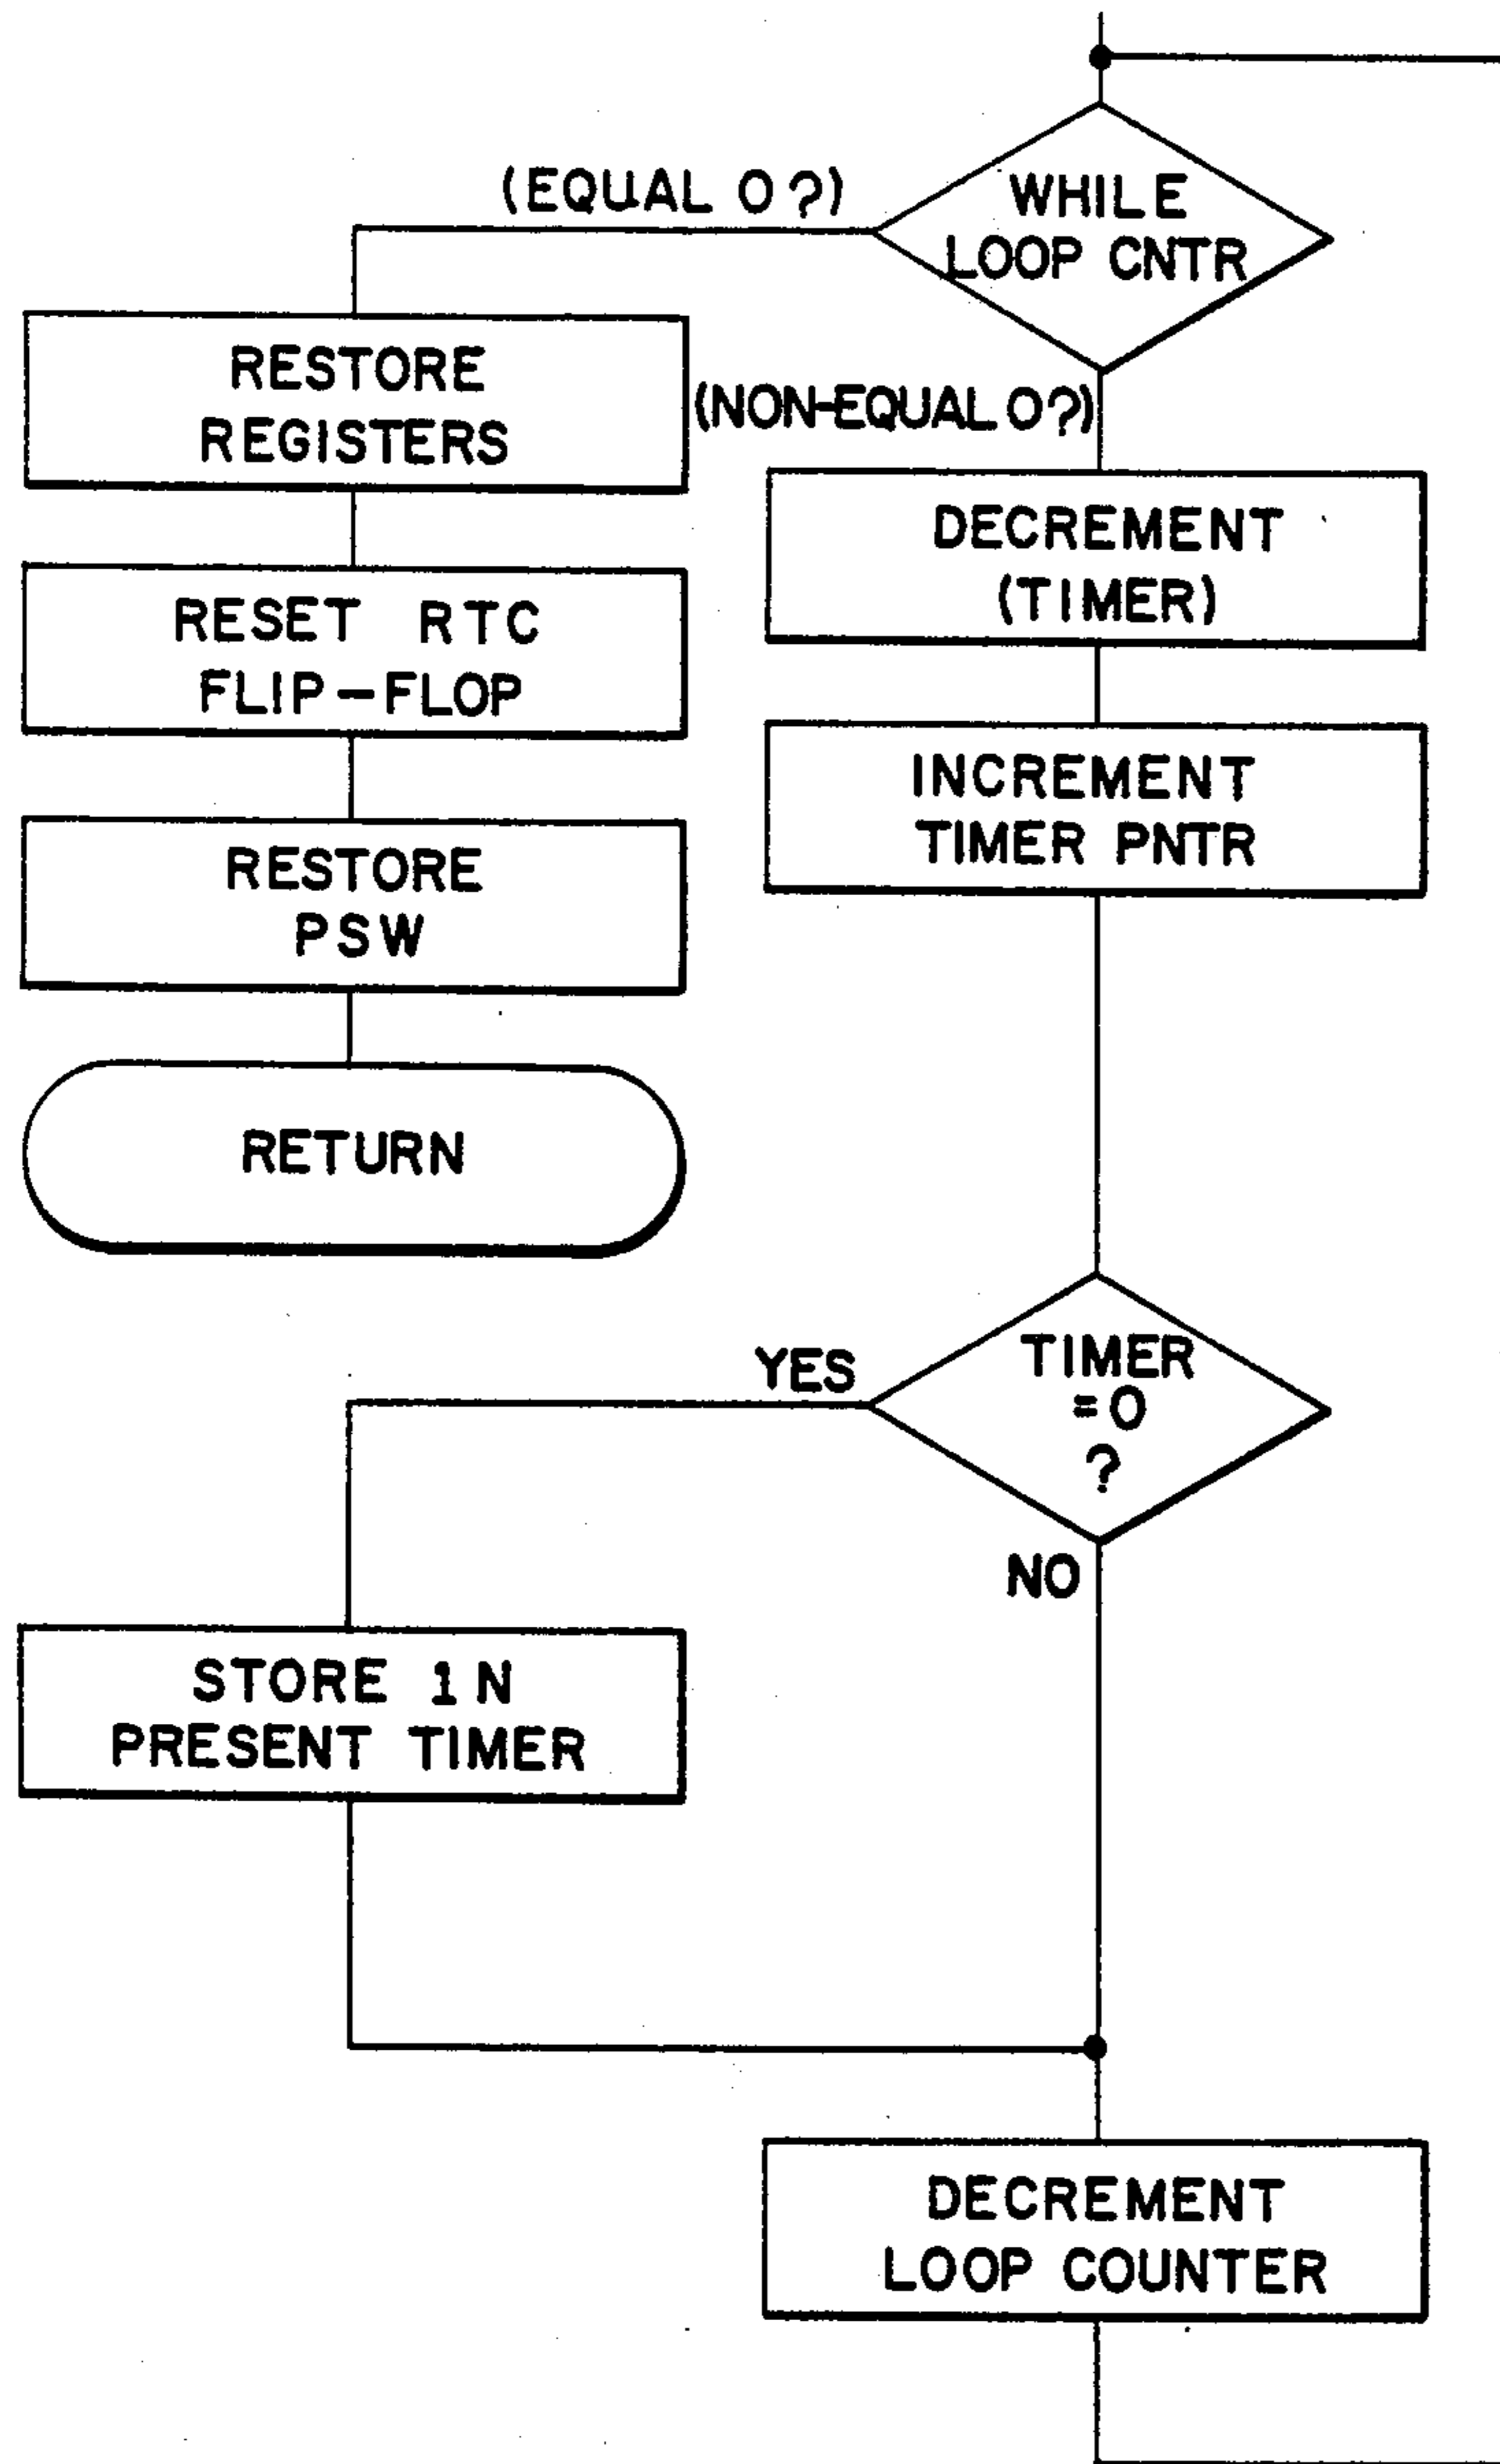 WHILE
LOOP CNTR
(EQUAL 0 ?)
RESTORE
REGISTERS
(NON-EQUAL 0?)
RESET RTC
FLIP-FLOP
DECREMENT
(TIMER)
RESTORE
PSW
INCREMENT
TIMER PNTR
RETURN
TIMER
=0
?
YES
NO
STORE 1 N
PRESENT TIMER
DECREMENT
LOOP COUNTER